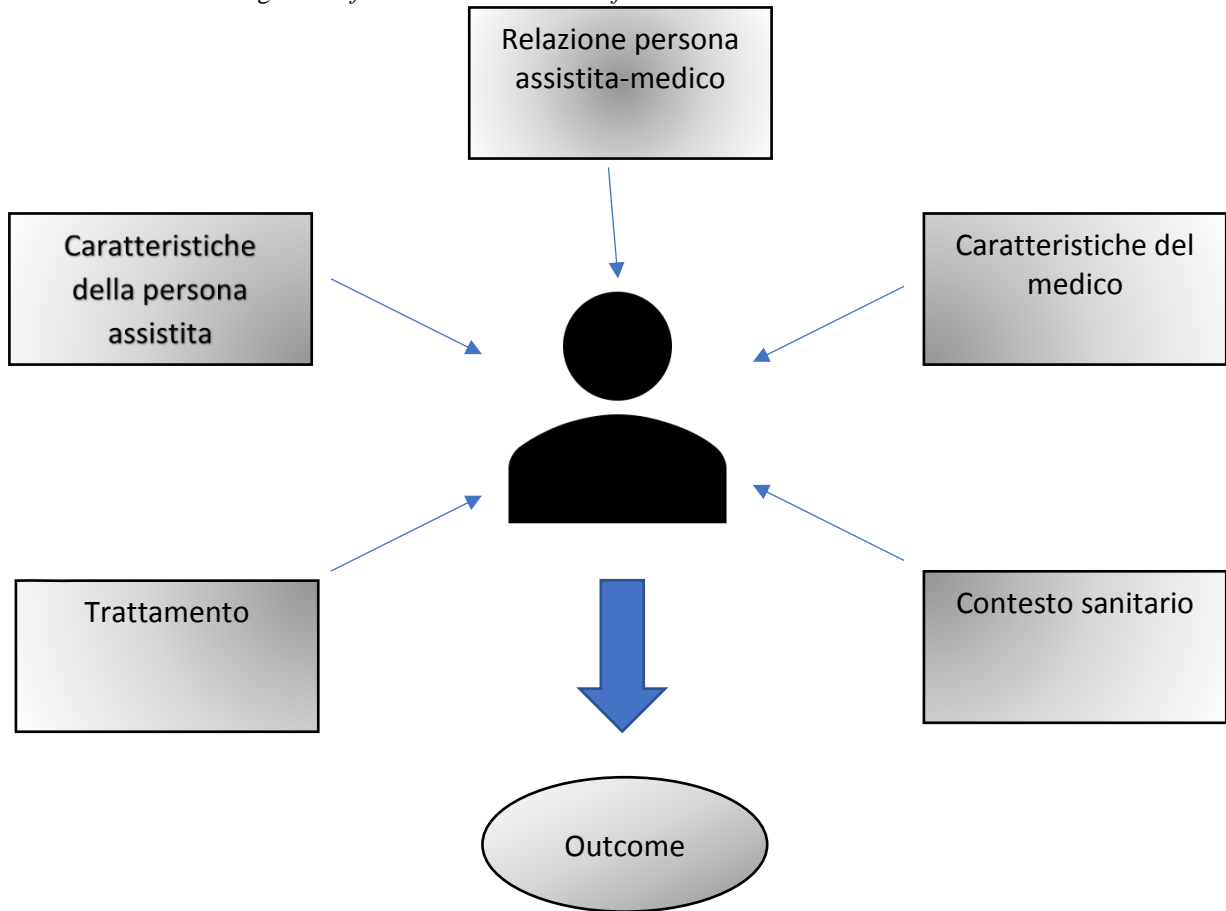 Relazione persona
assistita-medico
Caratteristiche
della persona
assistita
Caratteristiche del
medico
Trattamento
Contesto sanitario
Outcome